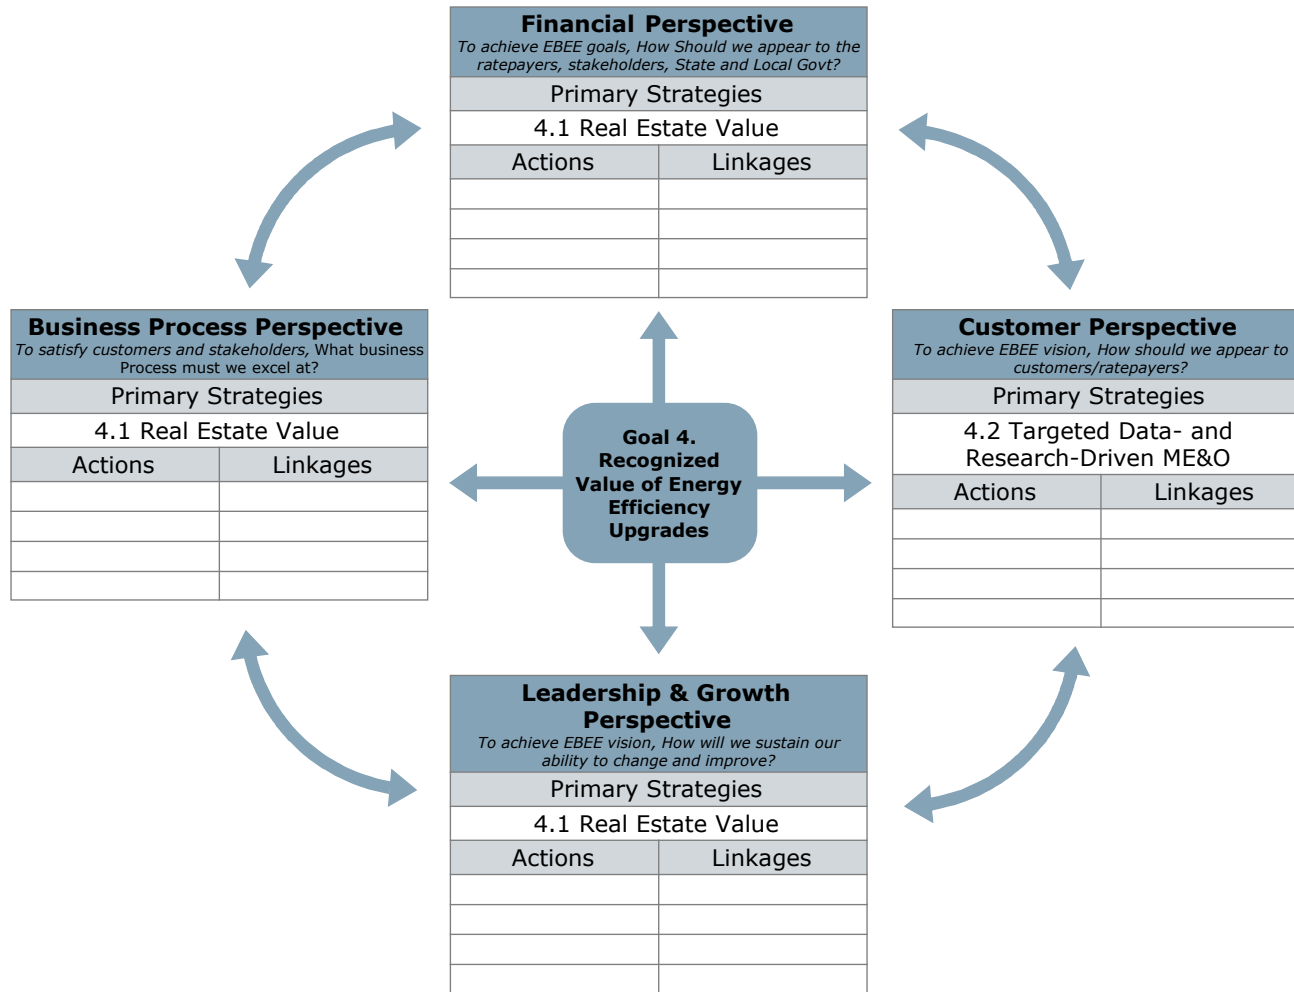 Financial Perspective
To achieve EBEE goals, How Should we appear to the
ratepayers, stakeholders, State and Local Govt?
Primary Strategies
4.1 Real Estate Value
Actions Linkages
Business Process Perspective
To satisfy customers and stakeholders, What business
Process must we excel at?
Primary Strategies
4.1 Real Estate Value
Actions Linkages
Goal 4.
Recognized
Value of Energy
Efficiency
Upgrades
Customer Perspective
To achieve EBEE vision, How should we appear to
customers/ratepayers?
Primary Strategies
4.2 Targeted Data- and
Research-Driven ME&O
Actions Linkages
Leadership & Growth
Perspective
To achieve EBEE vision, How will we sustain our
ability to change and improve?
Primary Strategies
4.1 Real Estate Value
Actions Linkages